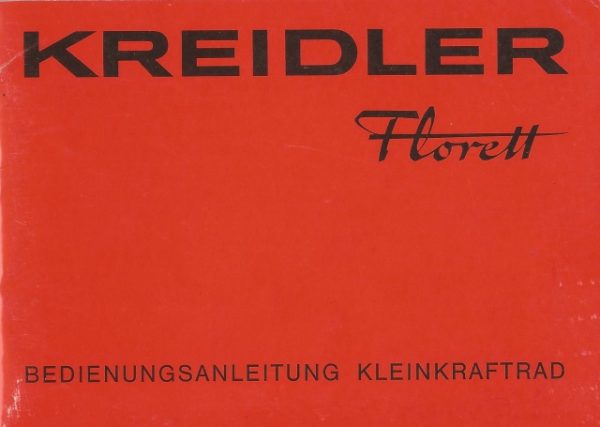 KREIDLER
Florett
BEDIENUNGSANLEITUNG KLEINKRAFTRAD